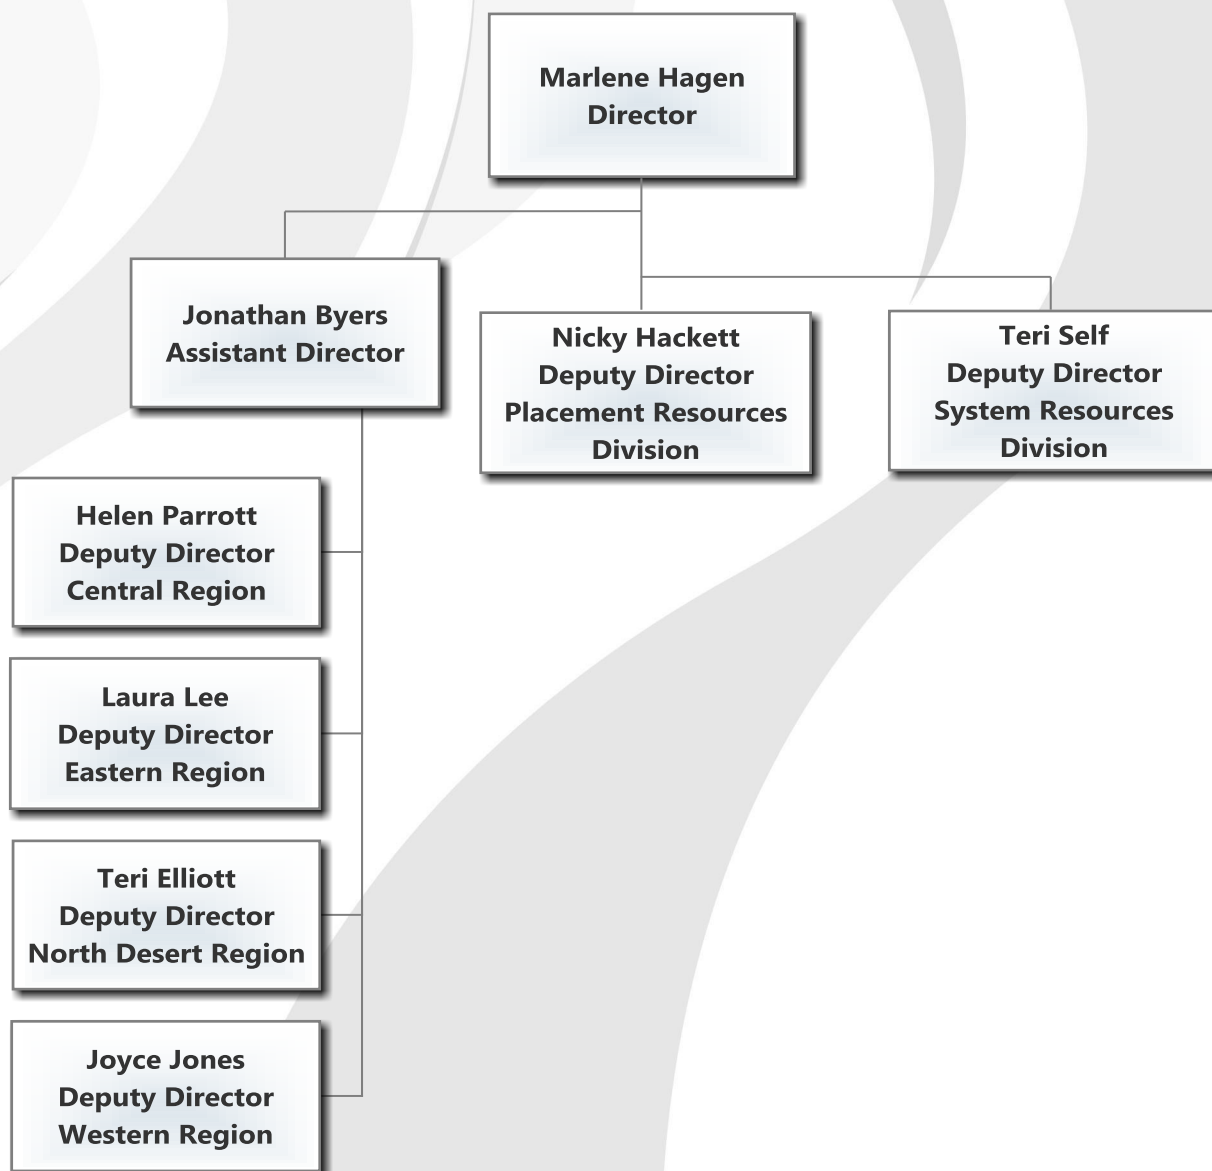 Marlene Hagen
Director
Jonathan Byers
Assistant Director
Nicky Hackett
Deputy Director
Placement Resources
Division
Teri Self
Deputy Director
System Resources
Division
Helen Parrott
Deputy Director
Central Region
Laura Lee
Deputy Director
Eastern Region
Teri Elliott
Deputy Director
North Desert Region
Joyce Jones
Deputy Director
Western Region